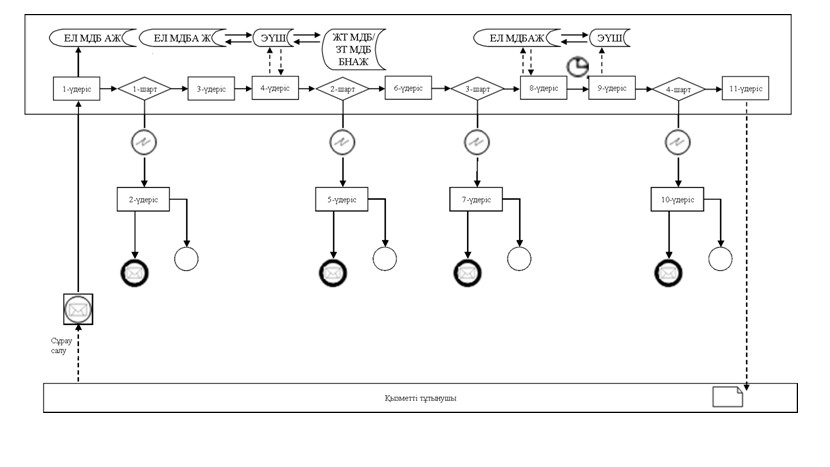 ЕЛ МДБ АЖ
ЕЛ МДБА Ж
ЭҮШ
ЖТ МДБ/
ЗТ МДБ
БНАЖ
ЕЛ МДБАЖ
ЭҮШ
1-үдеріс
1-шарт
3-үдеріс
4-үдеріс
2-шарт
6-үдеріс
3-шарт
8-үдеріс
9-үдеріс
4-шарт
11-үдеріс
2-үдеріс
5-үдеріс
7-үдеріс
10-үдеріс
Сұрау
салу
Қызметті тұтынушы